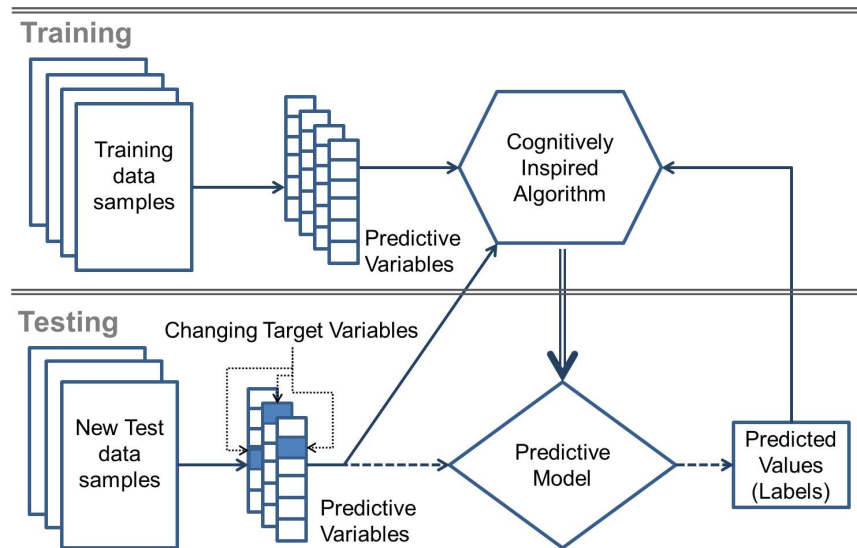 Training
Training
data
samples
Predictive
Variables
Cognitively
Inspired
Algorithm
Testing
Changing Target Variables
New Test
data
samples
Predictive
Variables
Predictive
Model
Predicted
Values
(Labels)